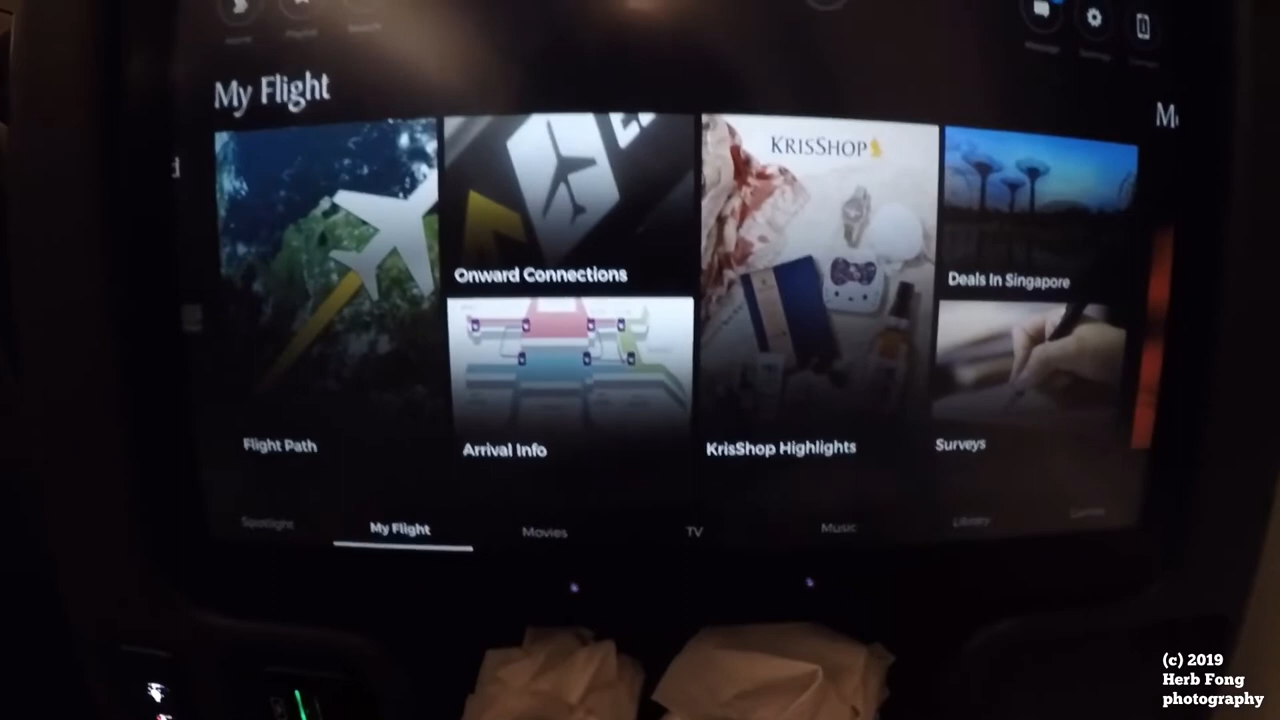 My Flight
KRISSHOP
Onward Connections
Deals In Singapore
Flight Path
Arrival Info
KrisShop Highlights
Surveys
Spotlight
My Flight
Movies
TV
Music
Library
Games
(c) 2019
Herb Fong
photography